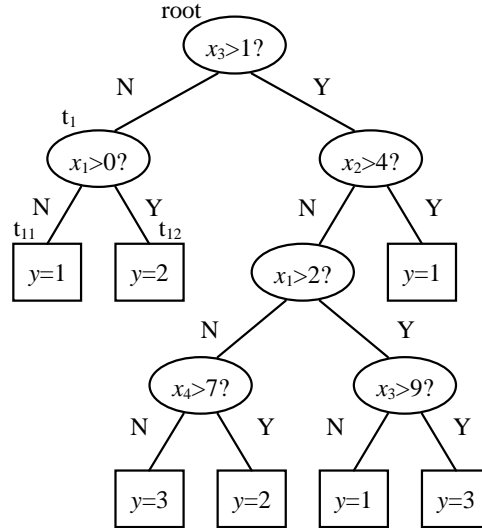 root
x₃>1?
N Y
t₁
x₁>0? x₂>4?
N Y N Y
t₁₁ t₁₂
y=1 y=2 x₁>2? y=1
N Y
x₄>7? x₃>9?
N Y N Y
y=3 y=2 y=1 y=3